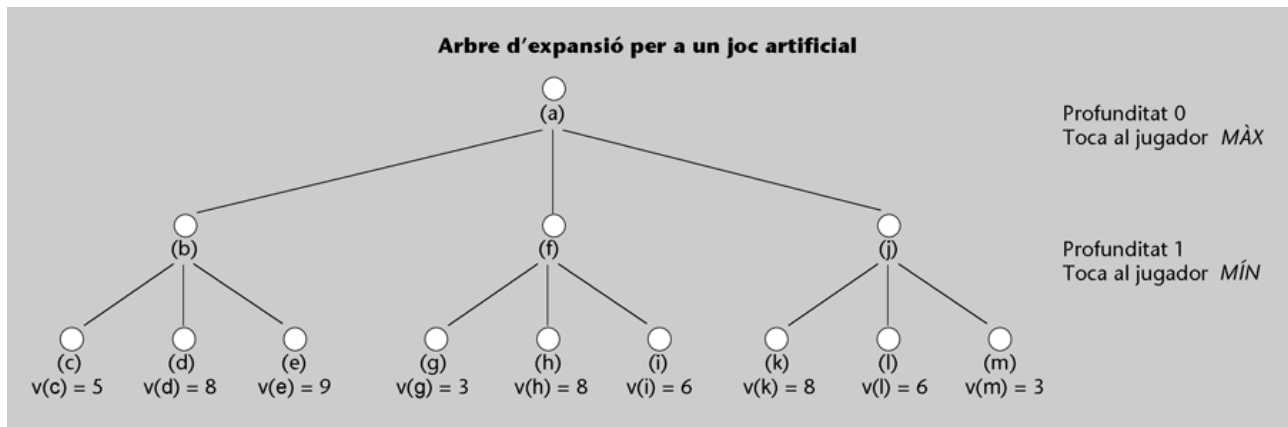 Arbre d'expansió per a un joc artificial
(a)
Profunditat 0
Toca al jugador MÀX
(b) (f) (j)
Profunditat 1
Toca al jugador MÍN
(c) (d) (e) (g) (h) (i) (k) (l) (m)
v(c) = 5 v(d) = 8 v(e) = 9 v(g) = 3 v(h) = 8 v(i) = 6 v(k) = 8 v(l) = 6 v(m) = 3